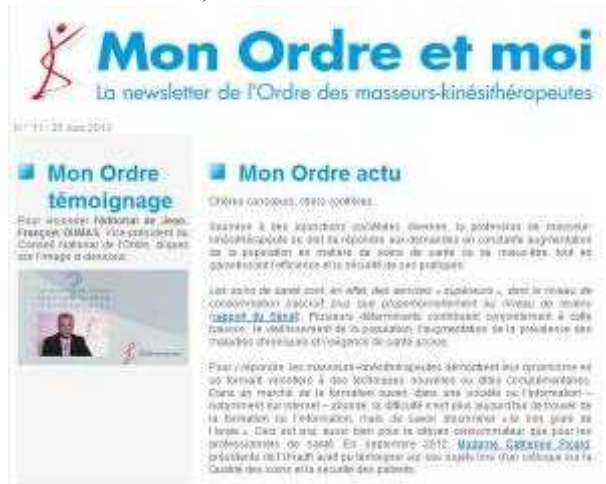 Mon Ordre et moi
La newsletter de l'Ordre des masseurs-kinésithérapeutes
Mon Ordre
témoignage
Pour visionner l'éditorial de Jean-
François DUMAS, vice-président du
Conseil National de l'Ordre, cliquez
sur l'image ci-dessous.
Mon Ordre actu
Chères consœurs, chers confrères,
Soumise à des injonctions sociétales diverses, la profession de masseur-
kinésithérapeute se doit de répondre aux demandes en constante augmentation
de la population en matière de soins de santé ou de mieux-être, tout en
garantissant l'efficience et la sécurité de ses pratiques.
Les soins de santé sont, en effet, des services « supérieurs », dont le niveau de
consommation s'accroit plus que proportionnellement au niveau de revenu
(rapport du Sénat). Plusieurs déterminants contribuent conjointement à cette
hausse : le vieillissement de la population, l'augmentation de la prévalence des
maladies chroniques et l'exigence de santé accrue.
Pour y répondre, les masseurs-kinésithérapeutes démontrent leur dynamisme en
se formant volontiers à des techniques nouvelles ou dites complémentaires.
Dans un marché de la formation ouvert, dans une société où l'information –
notamment sur internet – abonde, la difficulté n'est plus aujourd'hui de trouver de
la formation ou l'information, mais de savoir discriminer « le bon grain de
l'ivraie ». Ceci est vrai aussi bien pour le citoyen consommateur que pour les
professionnels de santé. En septembre 2012, Madame Catherine Picard,
présidente de l'Unadfi avait pu témoigner sur ces sujets lors d'un colloque sur la
Qualité des soins et la sécurité des patients.